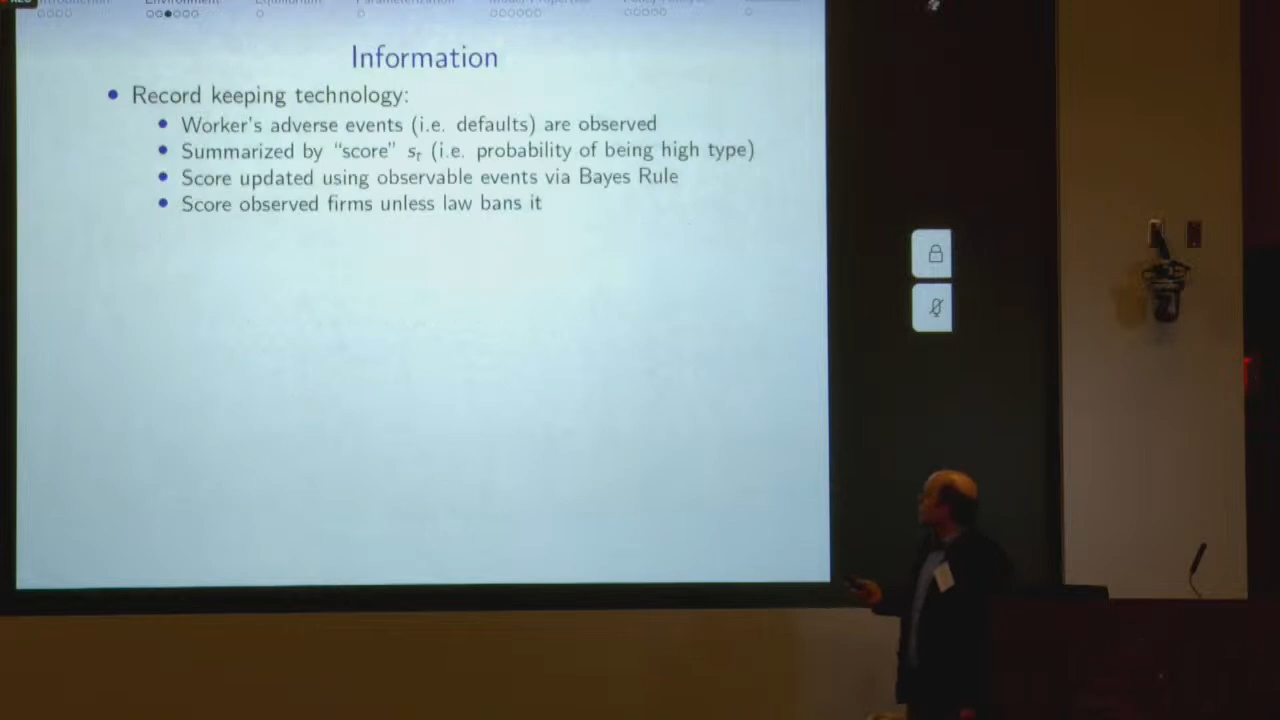 Information
Record keeping technology:
Worker's adverse events (i.e. defaults) are observed
Summarized by "score" st (i.e. probability of being high type)
Score updated using observable events via Bayes Rule
Score observed firms unless law bans it